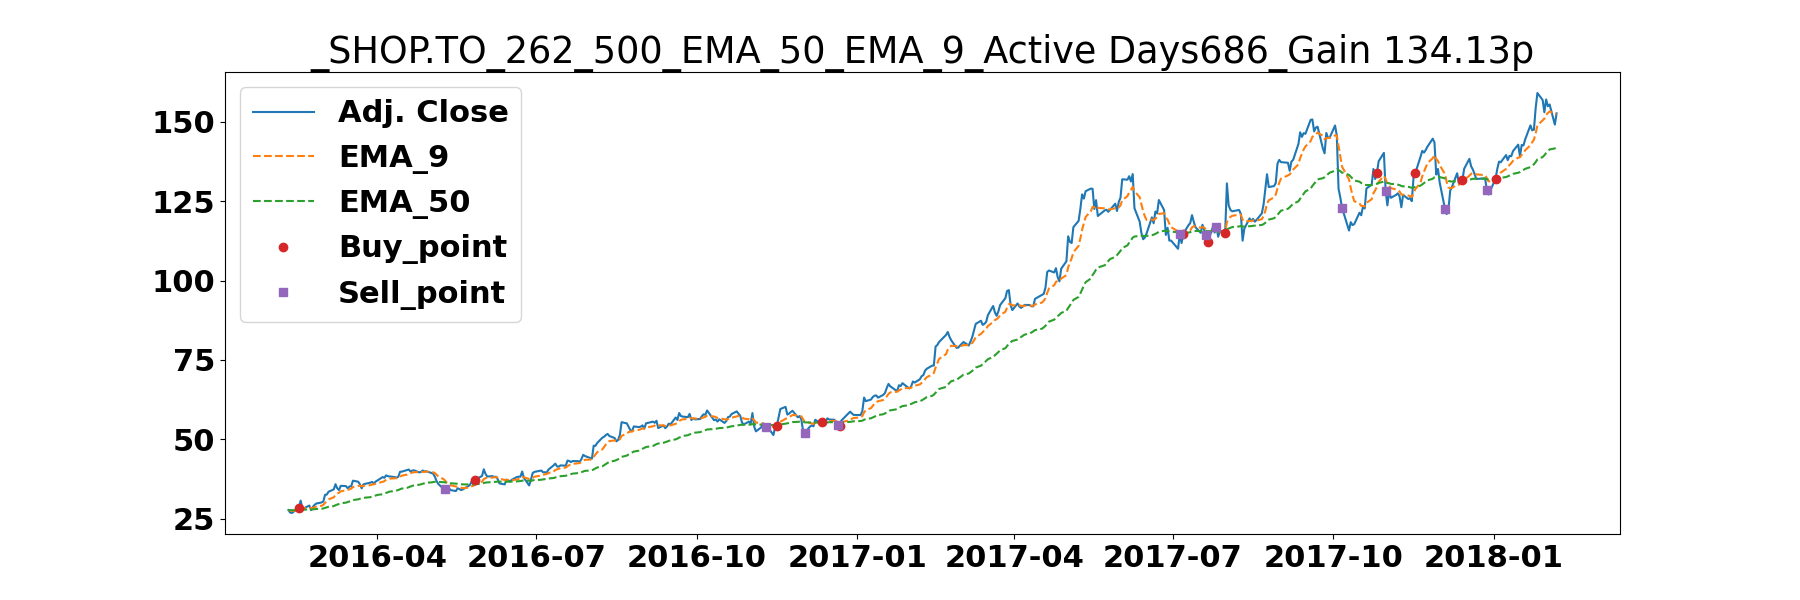 _SHOP.TO_262_500_EMA_50_EMA_9_Active Days686_Gain 134.13p
Adj. Close
EMA_9
EMA_50
Buy_point
Sell_point
150
125
100
75
50
25
2016-04 2016-07 2016-10 2017-01 2017-04 2017-07 2017-10 2018-01